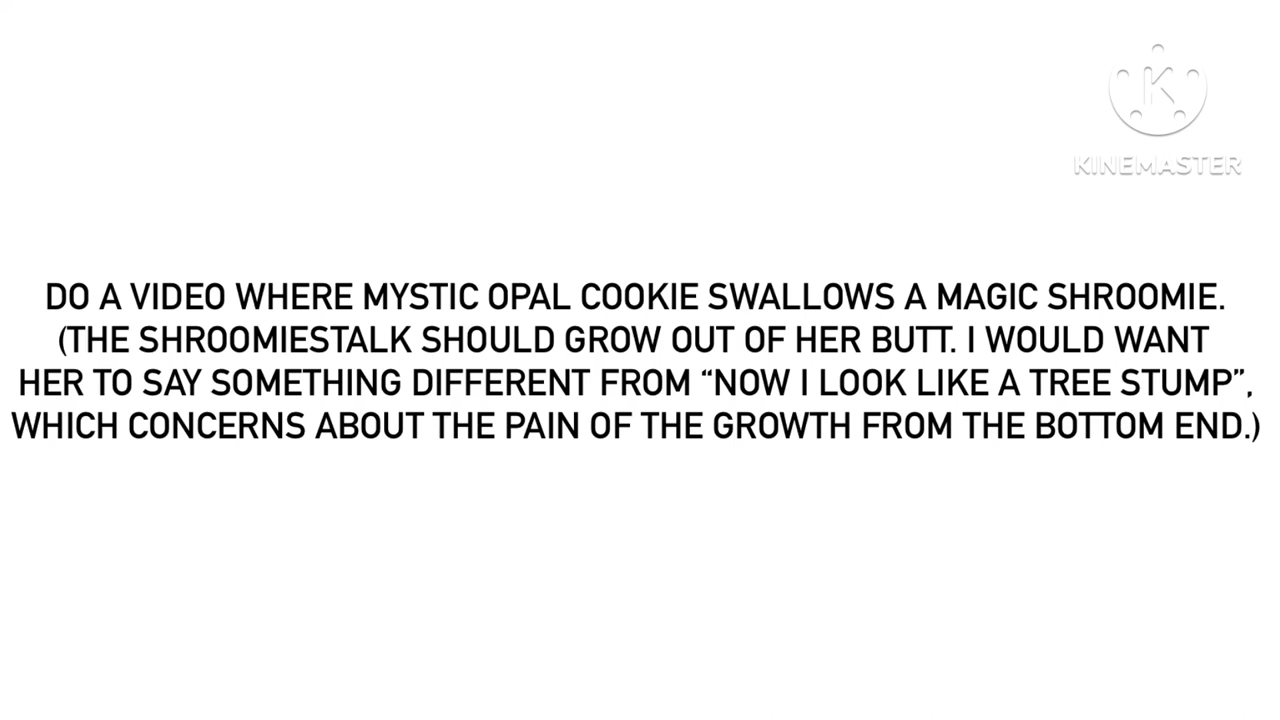 KINEMASTER
DO A VIDEO WHERE MYSTIC OPAL COOKIE SWALLOWS A MAGIC SHROOMIE.
(THE SHROOMIESTALK SHOULD GROW OUT OF HER BUTT. I WOULD WANT
HER TO SAY SOMETHING DIFFERENT FROM “NOW I LOOK LIKE A TREE STUMP”,
WHICH CONCERNS ABOUT THE PAIN OF THE GROWTH FROM THE BOTTOM END.)